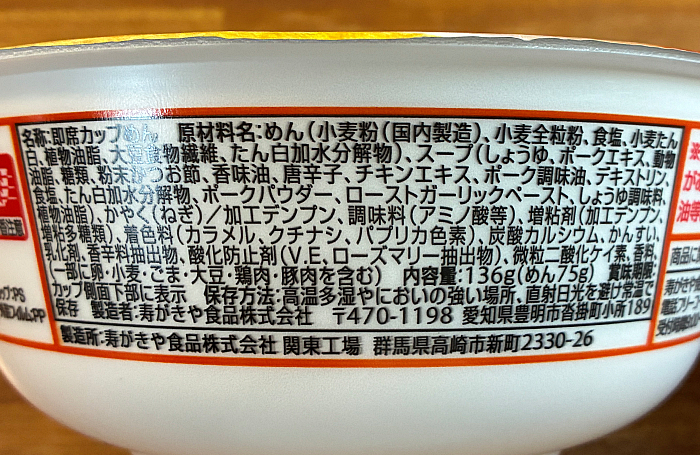 名称:即席カップめん 原材料名:めん(小麦粉(国内製造)、小麦全粒粉、食塩、小麦たん
白、植物油脂、大豆食物繊維、たん白加水分解物)、スープ(しょうゆ、ポークエキス、動物
油脂、糖類、粉末かつお節、香味油、唐辛子、チキンエキス、ポーク調味油、デキストリン、
食塩、たん白加水分解物、ポークパウダー、ローストガーリックペースト、しょうゆ調味料、
植物油脂)、かやく(ねぎ)/加工デンプン、調味料(アミノ酸等)、増粘剤(加工デンプン、
増粘多糖類)、着色料(カラメル、クチナシ、パプリカ色素)、炭酸カルシウム、かんすい、
乳化剤、香辛料抽出物、酸化防止剤(V.E、ローズマリー抽出物)、微粒二酸化ケイ素、香料、
(一部に卵・小麦・ごま・大豆・鶏肉・豚肉を含む) 内容量:136g(めん75g) 賞味期限:
カップ側面下部に表示 保存方法:高温多湿やにおいの強い場所、直射日光を避け常温で
保存 製造者:寿がきや食品株式会社 〒470-1198 愛知県豊明市沓掛町小所189
製造所:寿がきや食品株式会社 関東工場 群馬県高崎市新町2330-26